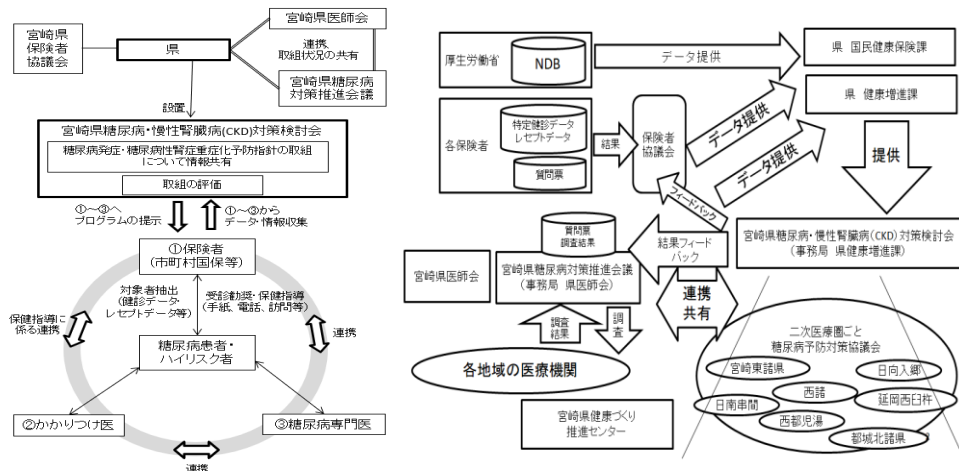 宮崎県
保険者
協議会
県
宮崎県医師会
連携、
取組状況の共有
宮崎県糖尿病
対策推進会議
設置
宮崎県糖尿病・慢性腎臓病(CKD)対策検討会
糖尿病発症・糖尿病性腎症重症化予防指針の取組
について情報共有
取組の評価
①～③へ
プログラムの提示
①～③から
データ・情報収集
①保険者
(市町村国保等)
対象者抽出
(健診データ・
レセプトデータ等)
受診勧奨・保健指導
(手紙、電話、訪問等)
保健指導に
係る連携
連携
糖尿病患者・
ハイリスク者
②かかりつけ医
③糖尿病専門医
連携
厚生労働省
NDB
データ提供
県 国民健康保険課
県 健康増進課
各保険者
特定健診データ
レセプトデータ
質問票
結果
保険者
協議会
データ提供
データ提供
提供
フィードバック
質問票
調査結果
結果フィード
バック
宮崎県糖尿病・慢性腎臓病(CKD)対策検討会
(事務局 県健康増進課)
宮崎県医師会
宮崎県糖尿病対策推進会議
(事務局 県医師会)
連携
共有
調査
結果
調
査
各地域の医療機関
二次医療圏ごと
糖尿病予防対策協議会
宮崎東諸県
日向入郷
西諸
延岡西臼杵
日南串間
西都児湯
都城北諸県
宮崎県健康づくり
推進センター